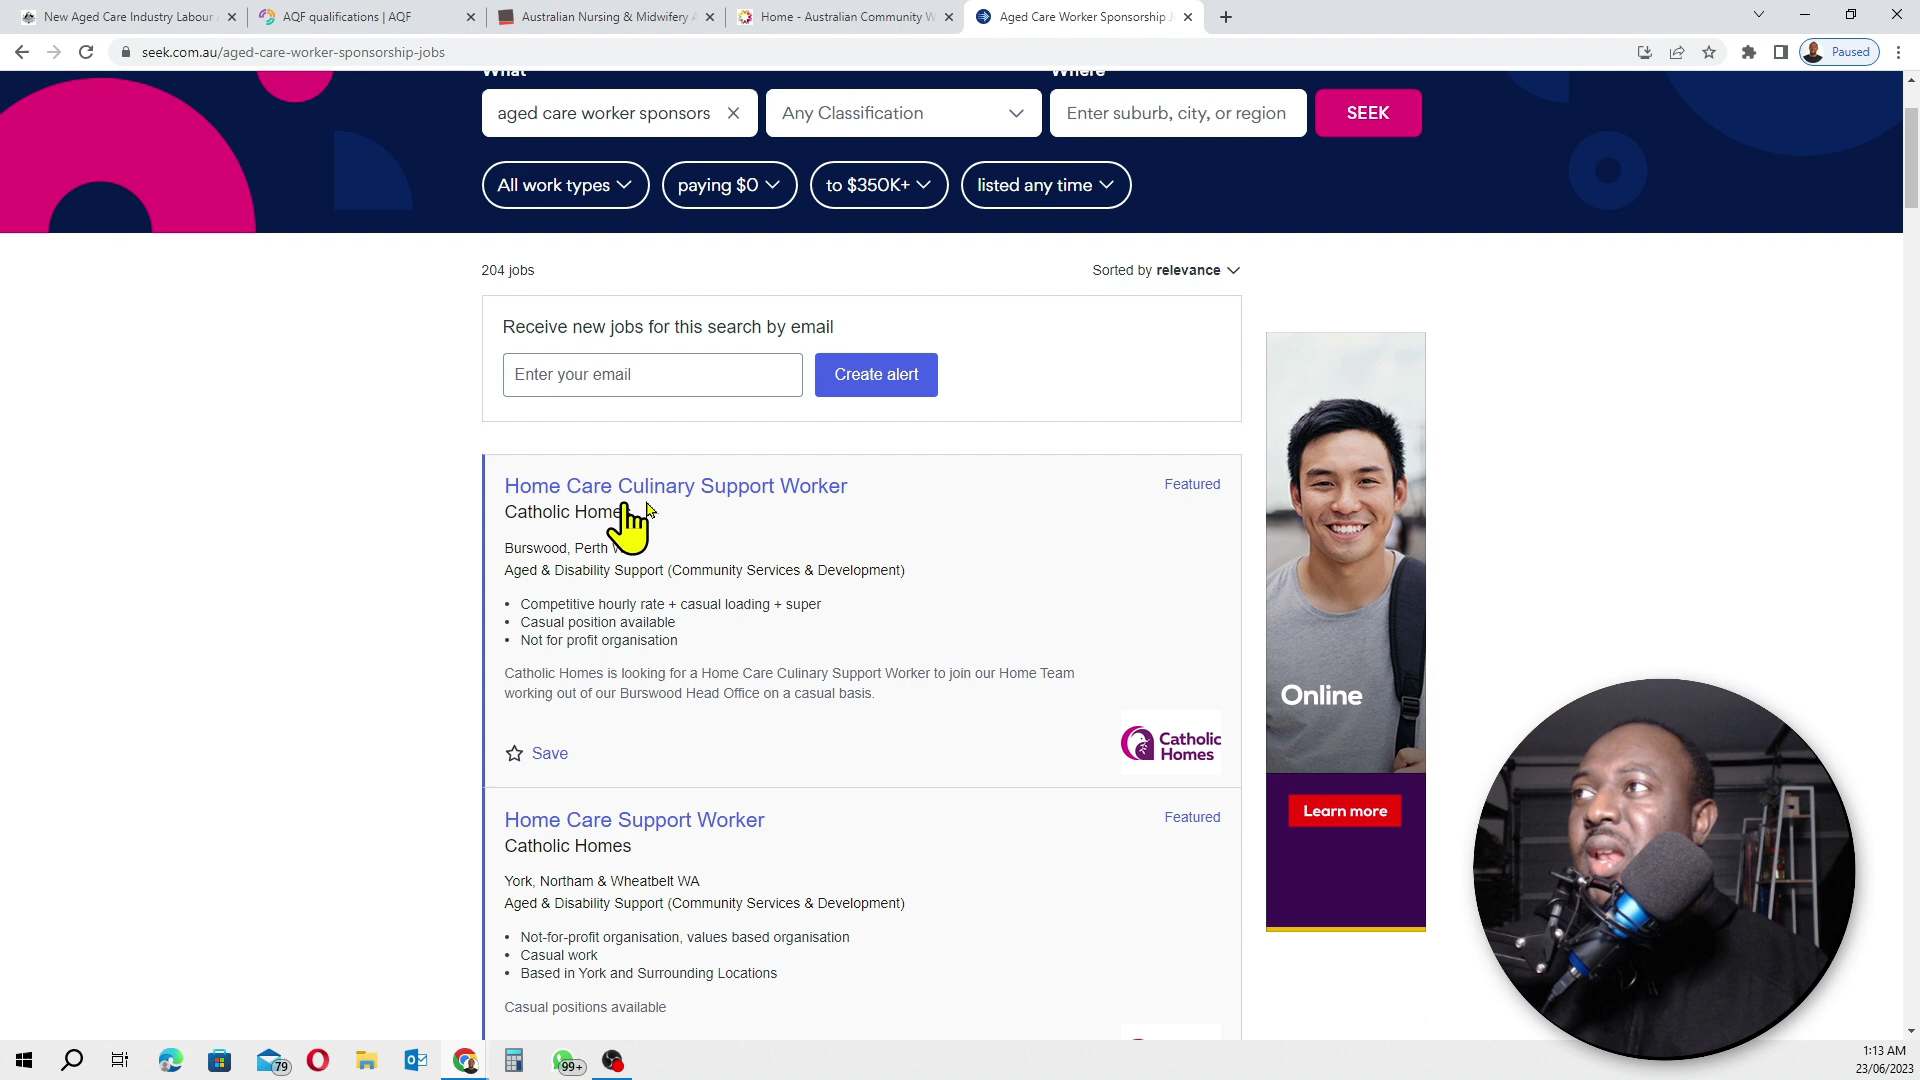 New Aged Care Industry Labour
AQF qualifications | AQF
Australian Nursing & Midwifery
Home - Australian Community W
Aged Care Worker Sponsorship
seek.com.au/aged-care-worker-sponsorship-jobs
Paused
What
Where
aged care worker sponsors
Any Classification
Enter suburb, city, or region
SEEK
All work types
paying $0
to $350K+
listed any time
204 jobs
Sorted by relevance
Receive new jobs for this search by email
Enter your email
Create alert
Home Care Culinary Support Worker
Featured
Catholic Home
Burswood, Perth
Aged & Disability Support (Community Services & Development)
• Competitive hourly rate + casual loading + super
• Casual position available
• Not for profit organisation
Catholic Homes is looking for a Home Care Culinary Support Worker to join our Home Team
working out of our Burswood Head Office on a casual basis.
Save
Catholic
Homes
Home Care Support Worker
Featured
Catholic Homes
York, Northam & Wheatbelt WA
Aged & Disability Support (Community Services & Development)
• Not-for-profit organisation, values based organisation
• Casual work
• Based in York and Surrounding Locations
Casual positions available
Online
Learn more
79
99+
1:13 AM
23/06/2023